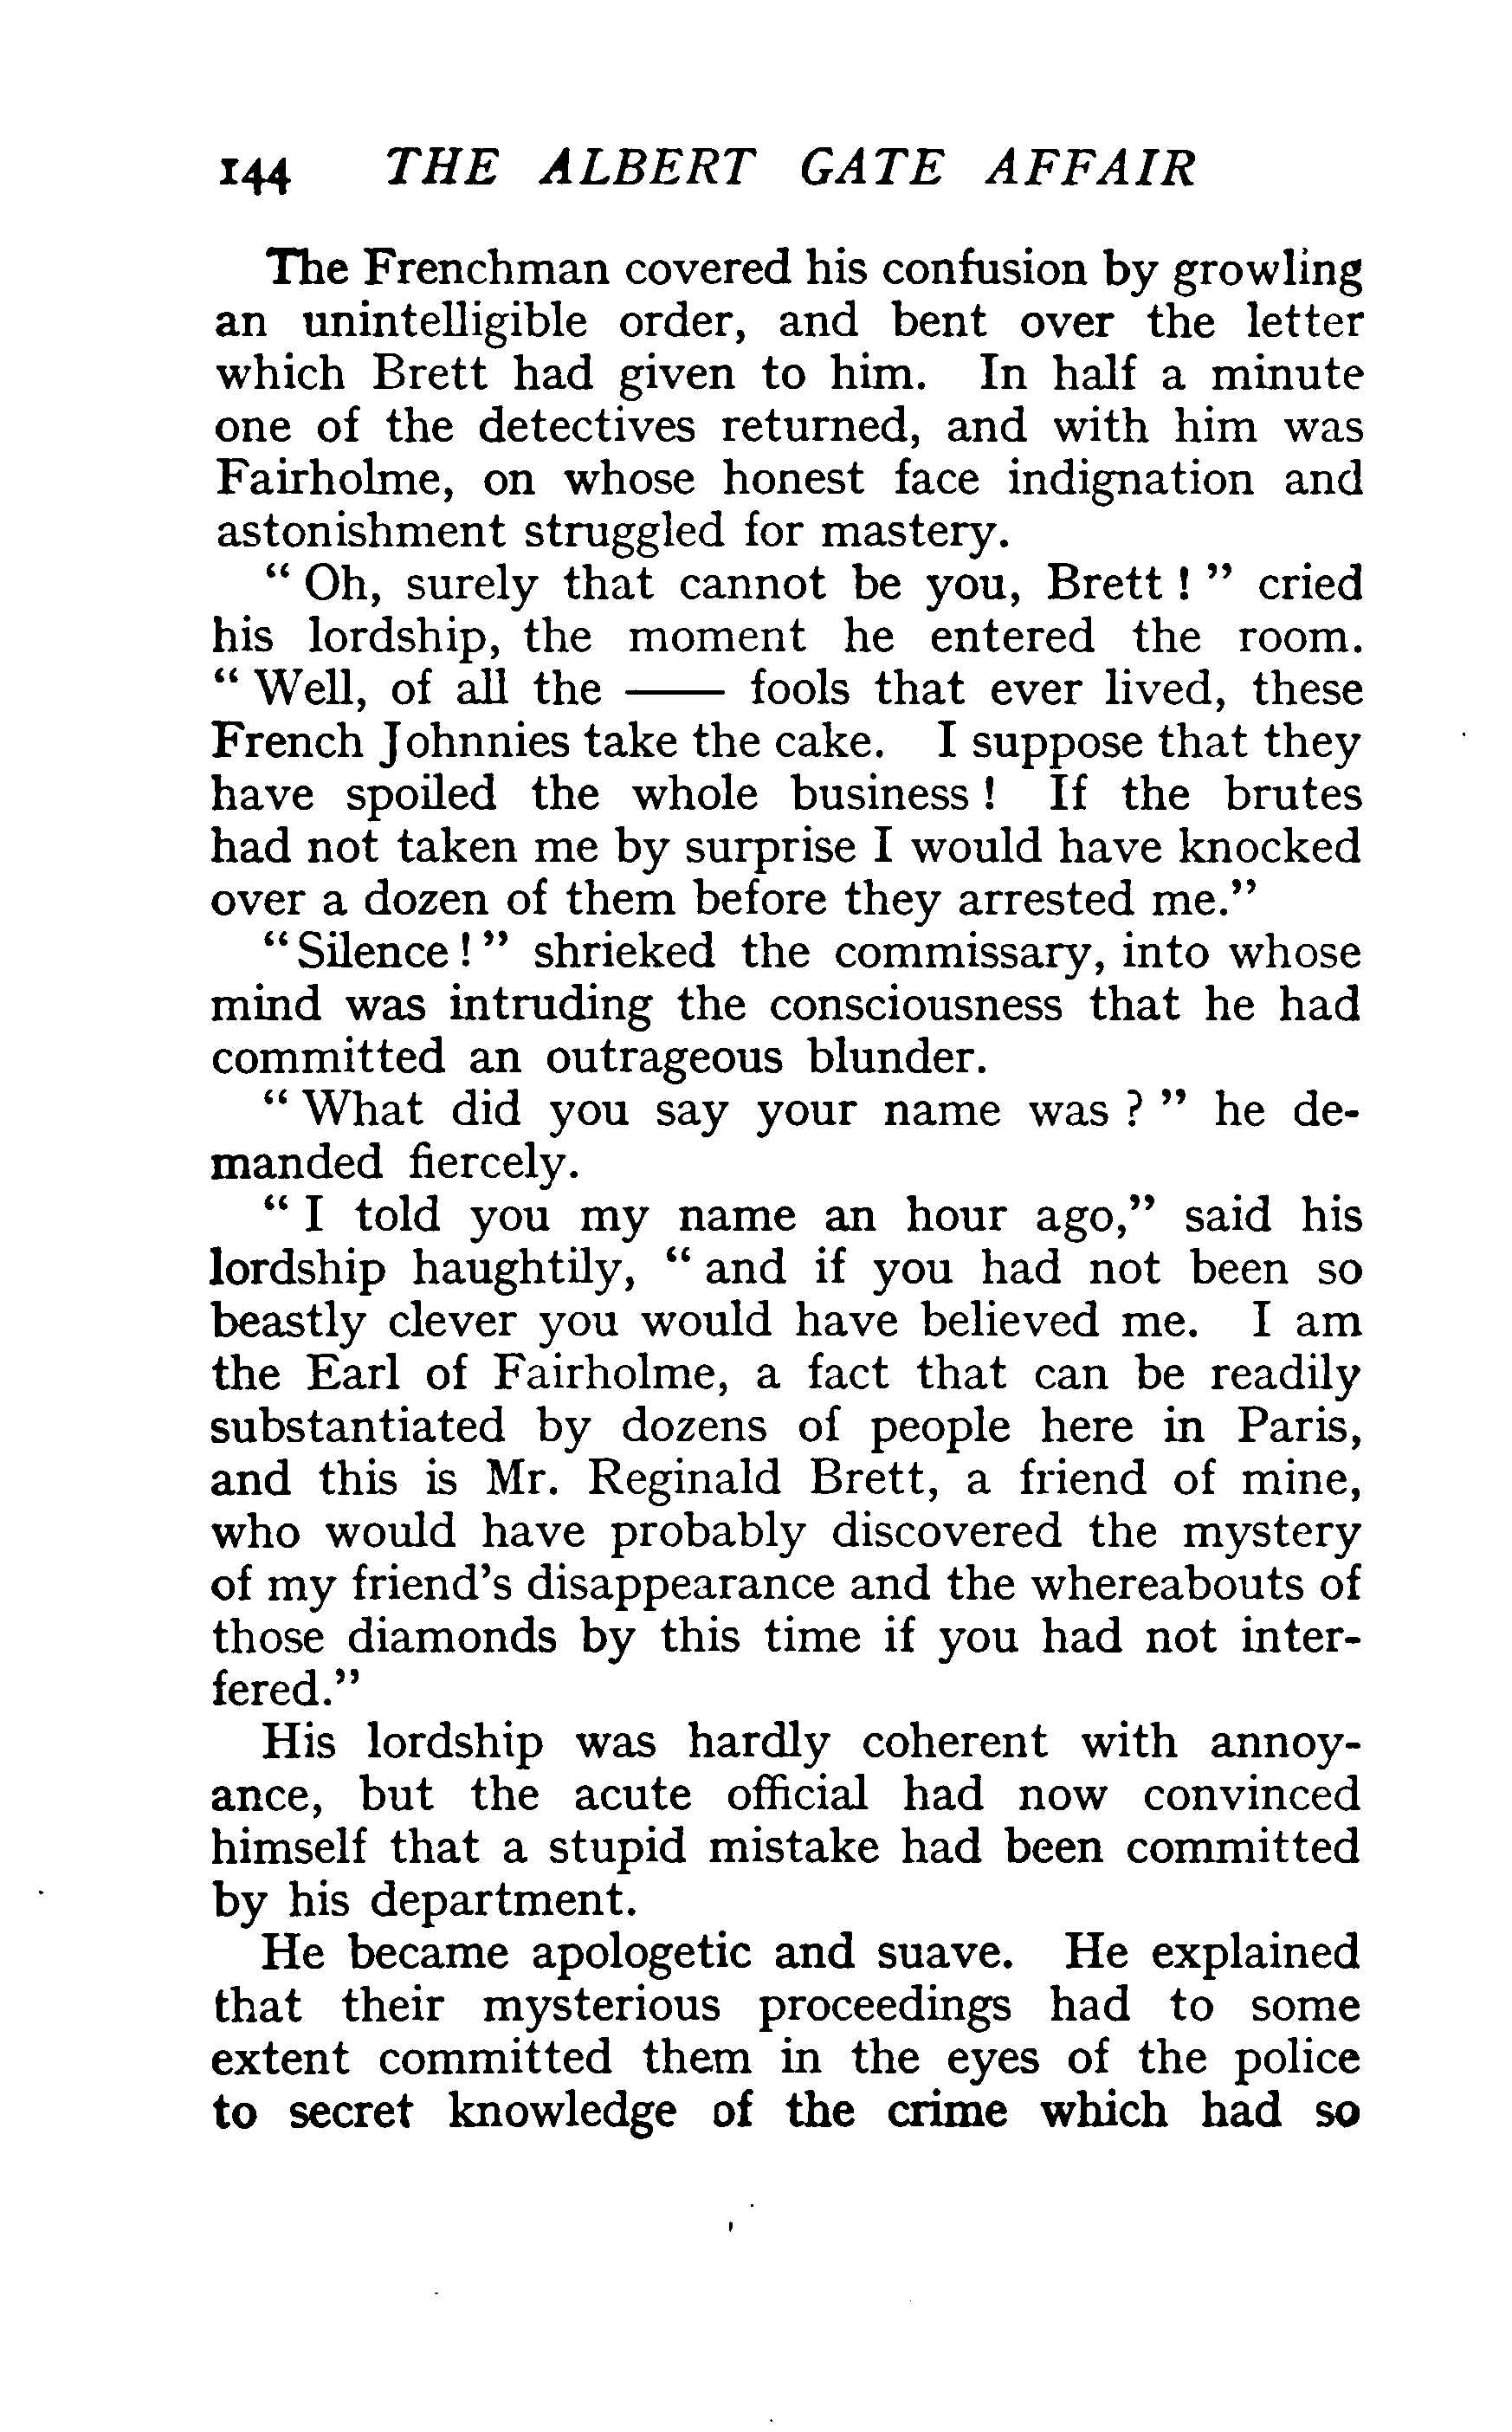 144 THE ALBERT GATE AFFAIR
The Frenchman covered his confusion by growling
an unintelligible order, and bent over the letter
which Brett had given to him. In half a minute
one of the detectives returned, and with him was
Fairholme, on whose honest face indignation and
astonishment struggled for mastery.
“ Oh, surely that cannot be you, Brett ! ” cried
his lordship, the moment he entered the room.
“ Well, of all the —— fools that ever lived, these
French Johnnies take the cake. I suppose that they
have spoiled the whole business ! If the brutes
had not taken me by surprise I would have knocked
over a dozen of them before they arrested me.”
“ Silence ! ” shrieked the commissary, into whose
mind was intruding the consciousness that he had
committed an outrageous blunder.
“ What did you say your name was ? ” he de-
manded fiercely.
“ I told you my name an hour ago,” said his
lordship haughtily, “ and if you had not been so
beastly clever you would have believed me. I am
the Earl of Fairholme, a fact that can be readily
substantiated by dozens of people here in Paris,
and this is Mr. Reginald Brett, a friend of mine,
who would have probably discovered the mystery
of my friend’s disappearance and the whereabouts of
those diamonds by this time if you had not inter-
fered.”
His lordship was hardly coherent with annoy-
ance, but the acute official had now convinced
himself that a stupid mistake had been committed
by his department.
He became apologetic and suave. He explained
that their mysterious proceedings had to some
extent committed them in the eyes of the police
to secret knowledge of the crime which had so